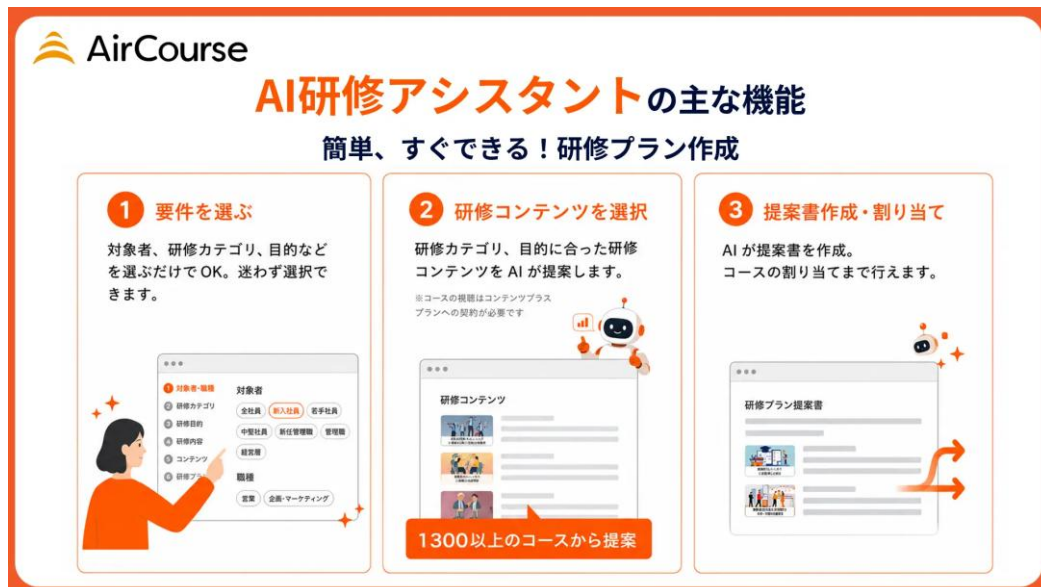 AirCourse
AI研修アシスタントの主な機能
簡単、すぐできる！研修プラン作成
1 要件を選ぶ
対象者、研修カテゴリ、目的など
を選ぶだけで OK。迷わず選択で
きます。
1 対象者・職種
2 研修カテゴリ
3 研修目的
4 研修内容
5 コンテンツ
6 研修プラ
対象者
全社員 新入社員 若手社員
中堅社員 新任管理職 管理職
経営層
職種
営業 企画・マーケティング
2 研修コンテンツを選択
研修カテゴリ、目的に合った研修
コンテンツを AI が提案します。
※コースの視聴はコンテンツプラス
プランへの契約が必要です
研修コンテンツ
1300以上のコースから提案
3 提案書作成・割り当て
AI が提案書を作成。
コースの割り当てまで行えます。
研修プラン提案書